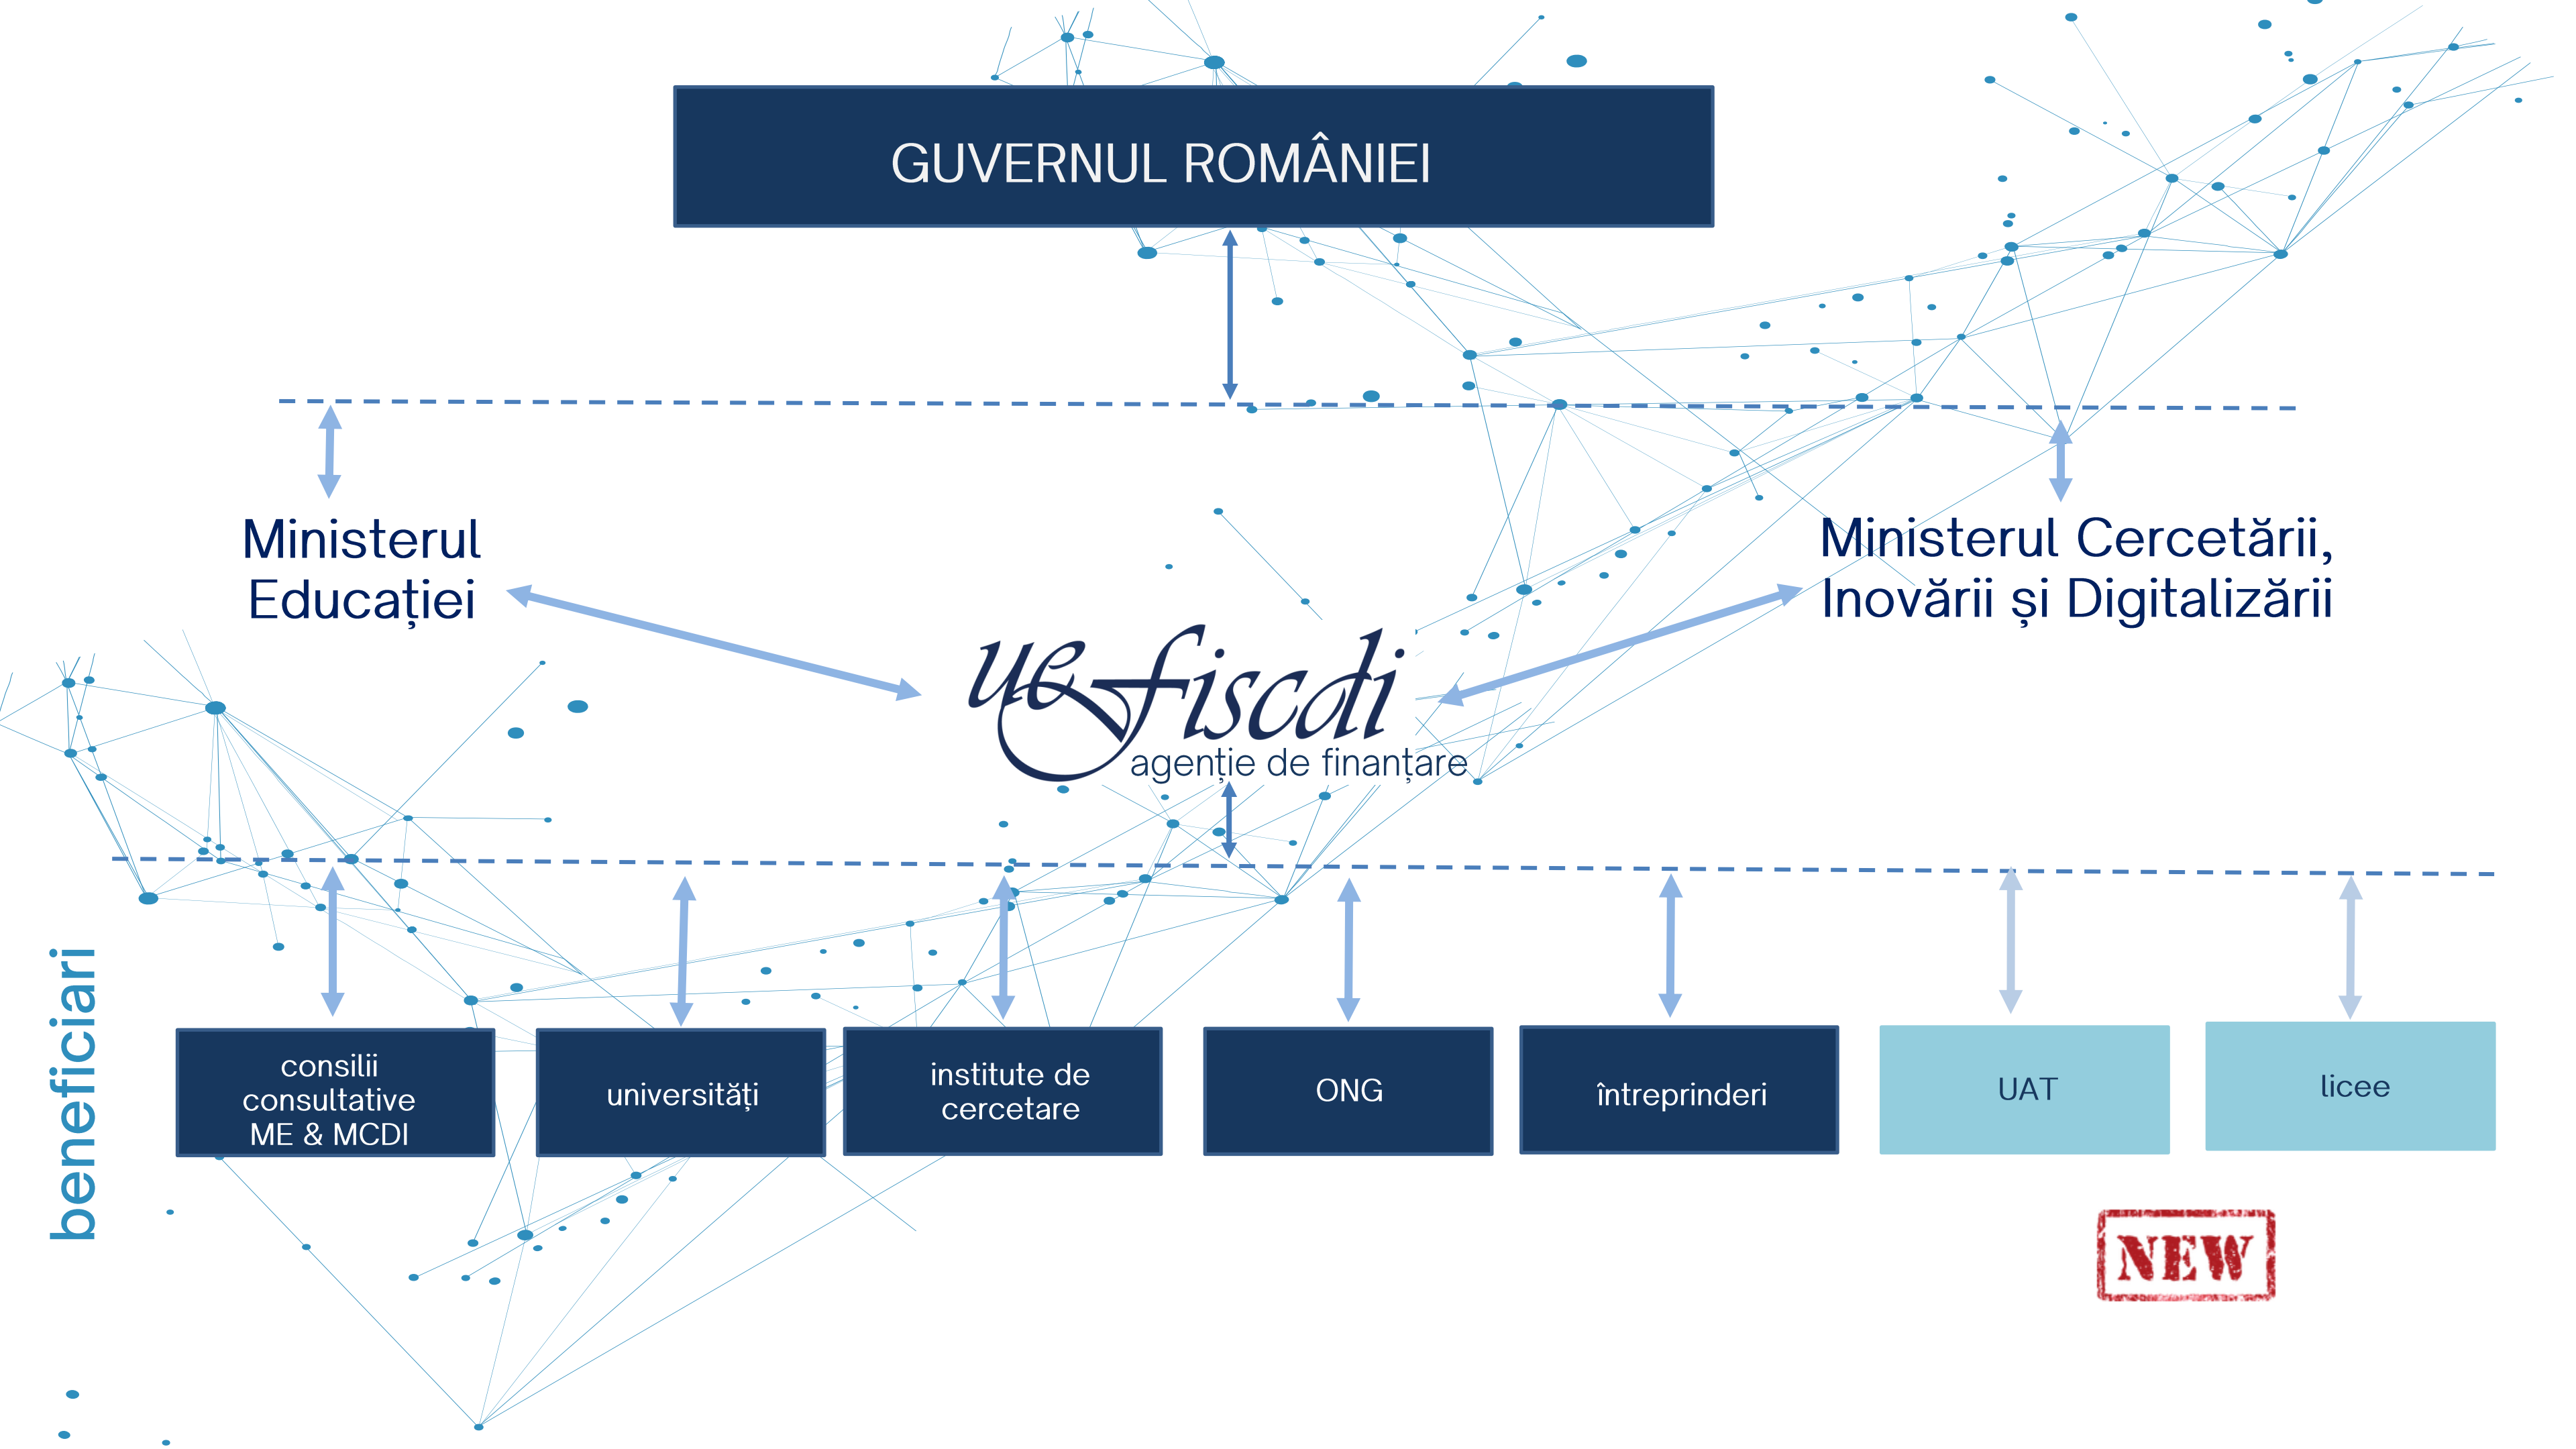 GUVERNUL ROMÂNIEI
Ministerul
Educației
Ministerul Cercetării,
Inovării și Digitalizării
uefiscdi
agenție de finanțare
beneficiari
consilii
consultative
ME & MCDI
universități
institute de
cercetare
ONG
întreprinderi
UAT
licee
NEW